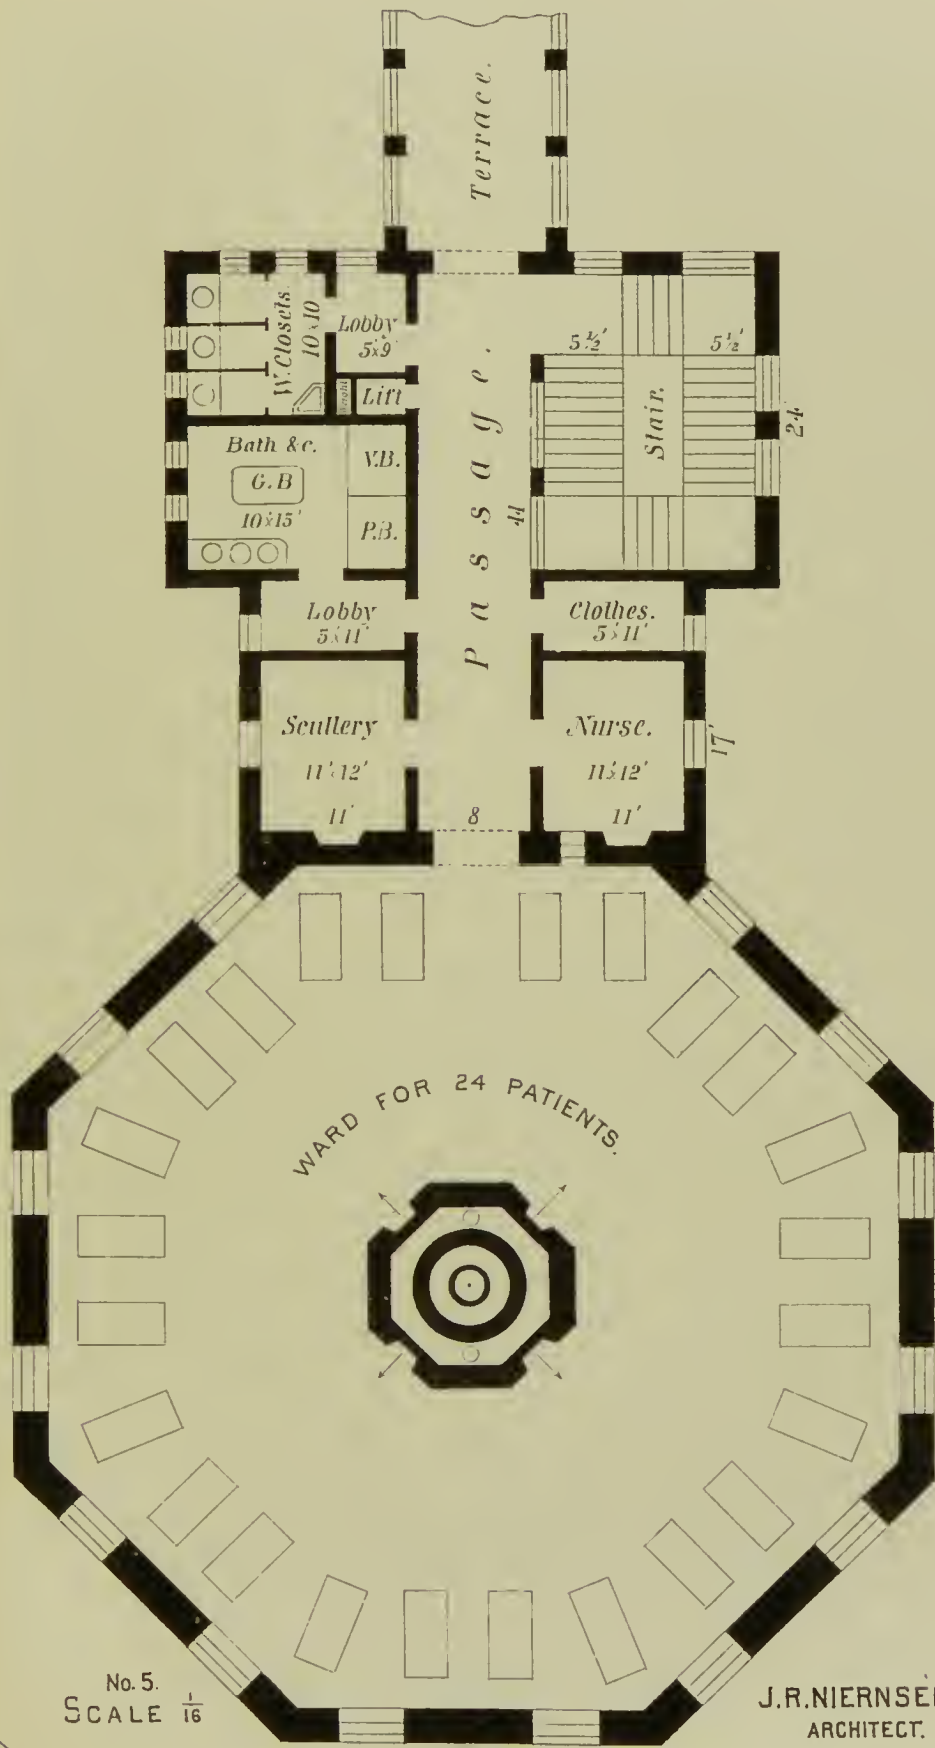 Terrace.
W. Closets.
10×10
Lobby
5×9'
Lift
Passage.
44
5½'
5½'
Stair.
24'
Bath &c.
G.B
10×15'
V.B.
P.B.
Lobby
5×11'
Clothes.
5×11'
Scullery
11'×12'
11'
8
Nurse.
11×12'
11'
17'
WARD FOR 24 PATIENTS.
No. 5.
SCALE 1/16
ARCHITECT.